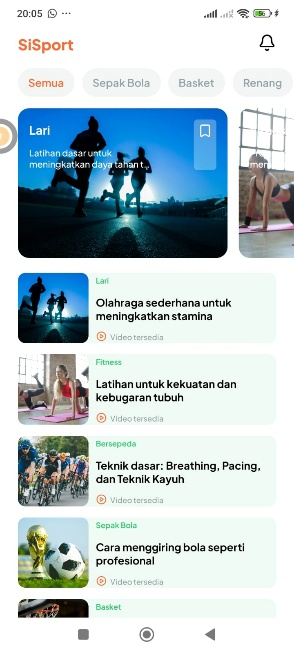 20:05
56
SiSport
Semua
Sepak Bola
Basket
Renang
Lari
Latihan dasar untuk
meningkatkan daya tahan t...
Lari
Olahraga sederhana untuk
meningkatkan stamina
Video tersedia
Fitness
Latihan untuk kekuatan dan
kebugaran tubuh
Video tersedia
Bersepeda
Teknik dasar: Breathing, Pacing,
dan Teknik Kayuh
Video tersedia
Sepak Bola
Cara menggiring bola seperti
profesional
Video tersedia
Basket